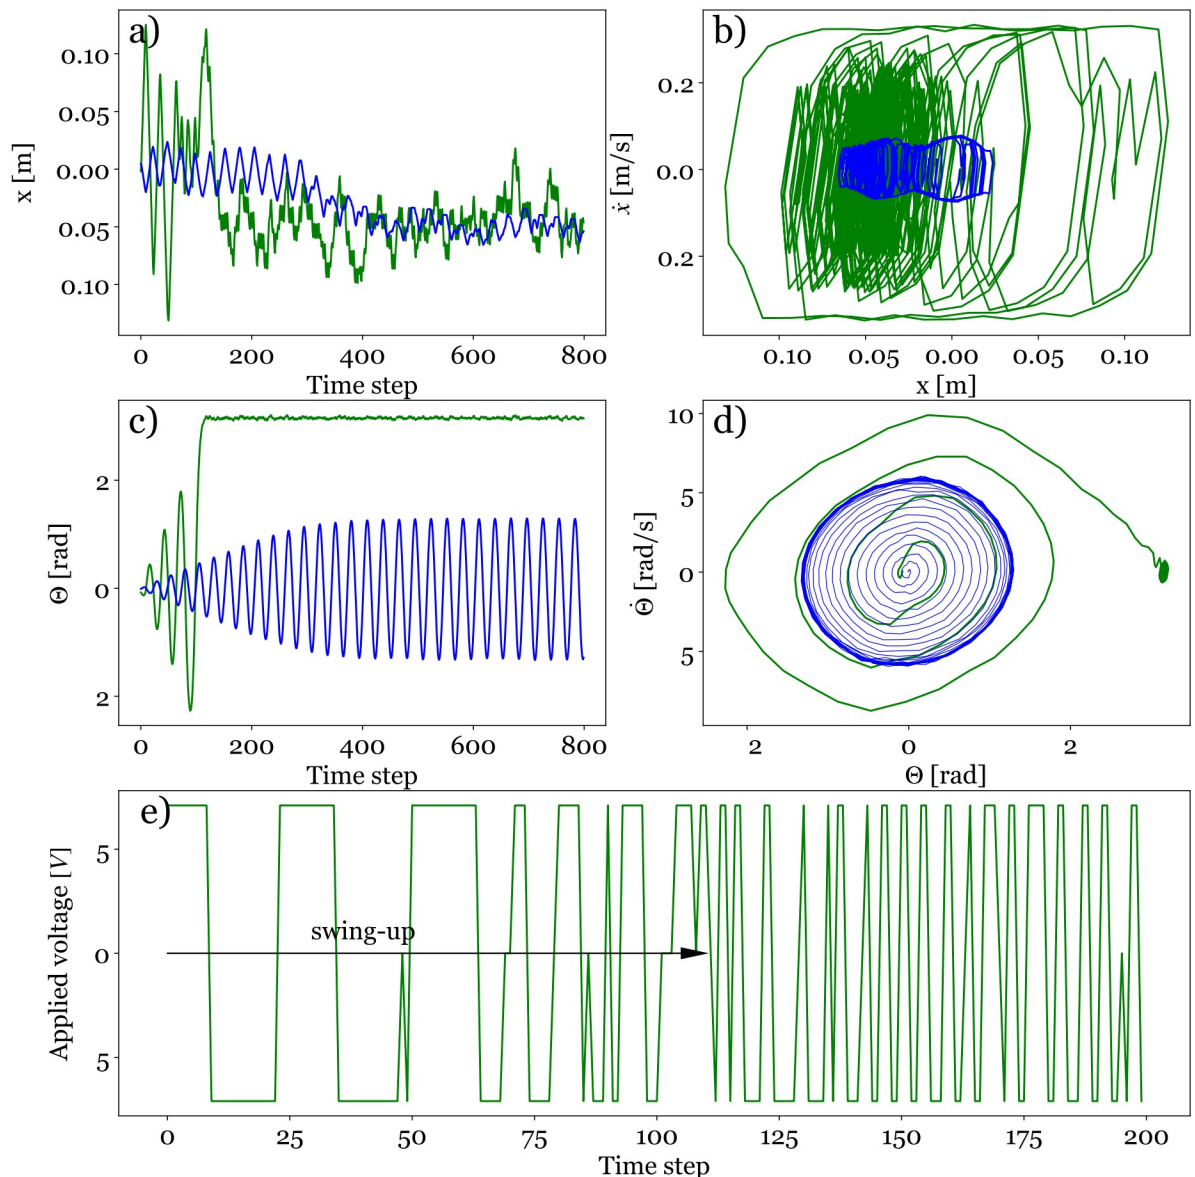 a)
0.10
0.05
0.00
0.05
0.10
x [m]
0 200 400 600 800
Time step
b)
0.2
0.0
0.2
ẋ [m/s]
0.10 0.05 0.00 0.05 0.10
x [m]
c)
2
0
2
Θ [rad]
0 200 400 600 800
Time step
d)
10
5
0
5
Θ̇ [rad/s]
2 0 2
Θ [rad]
e)
5
0
5
Applied voltage [V]
swing-up
0 25 50 75 100 125 150 175 200
Time step